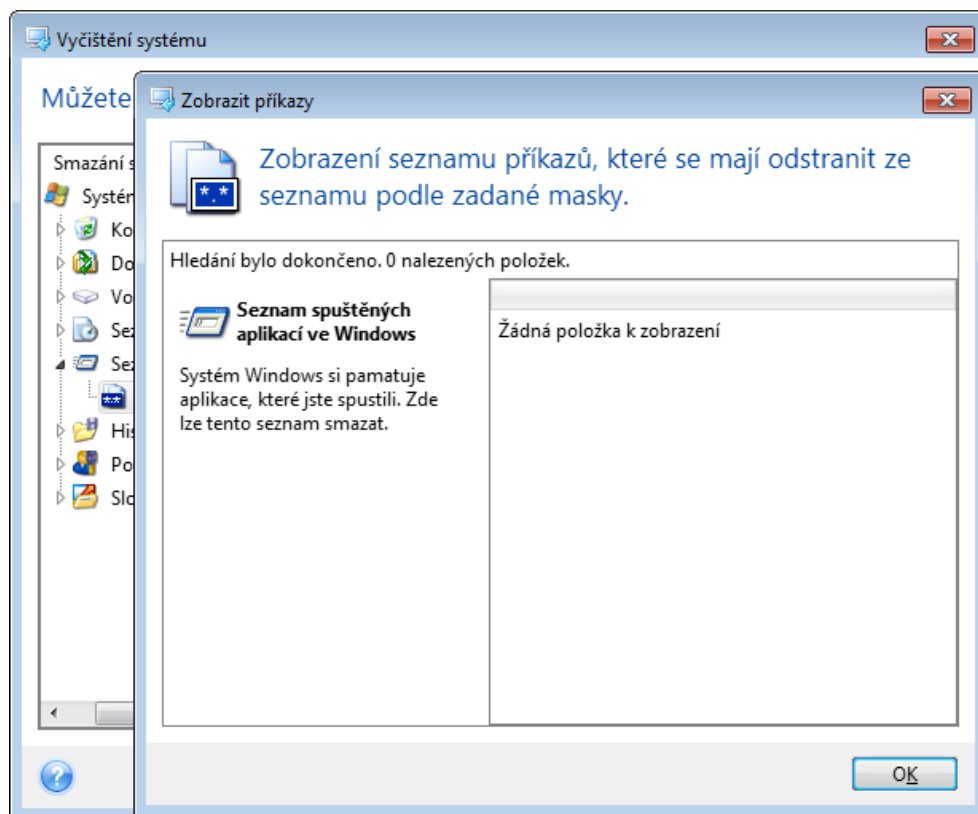 Vyčištění systému
Můžete
Zobrazit příkazy
Zobrazení seznamu příkazů, které se mají odstranit ze
seznamu podle zadané masky.
Smazání s
Systém
Ko
Do
Vo
Sez
Sez
His
Po
Slo
Hledání bylo dokončeno. 0 nalezených položek.
Seznam spuštěných
aplikací ve Windows
Systém Windows si pamatuje
aplikace, které jste spustili. Zde
lze tento seznam smazat.
Žádná položka k zobrazení
OK